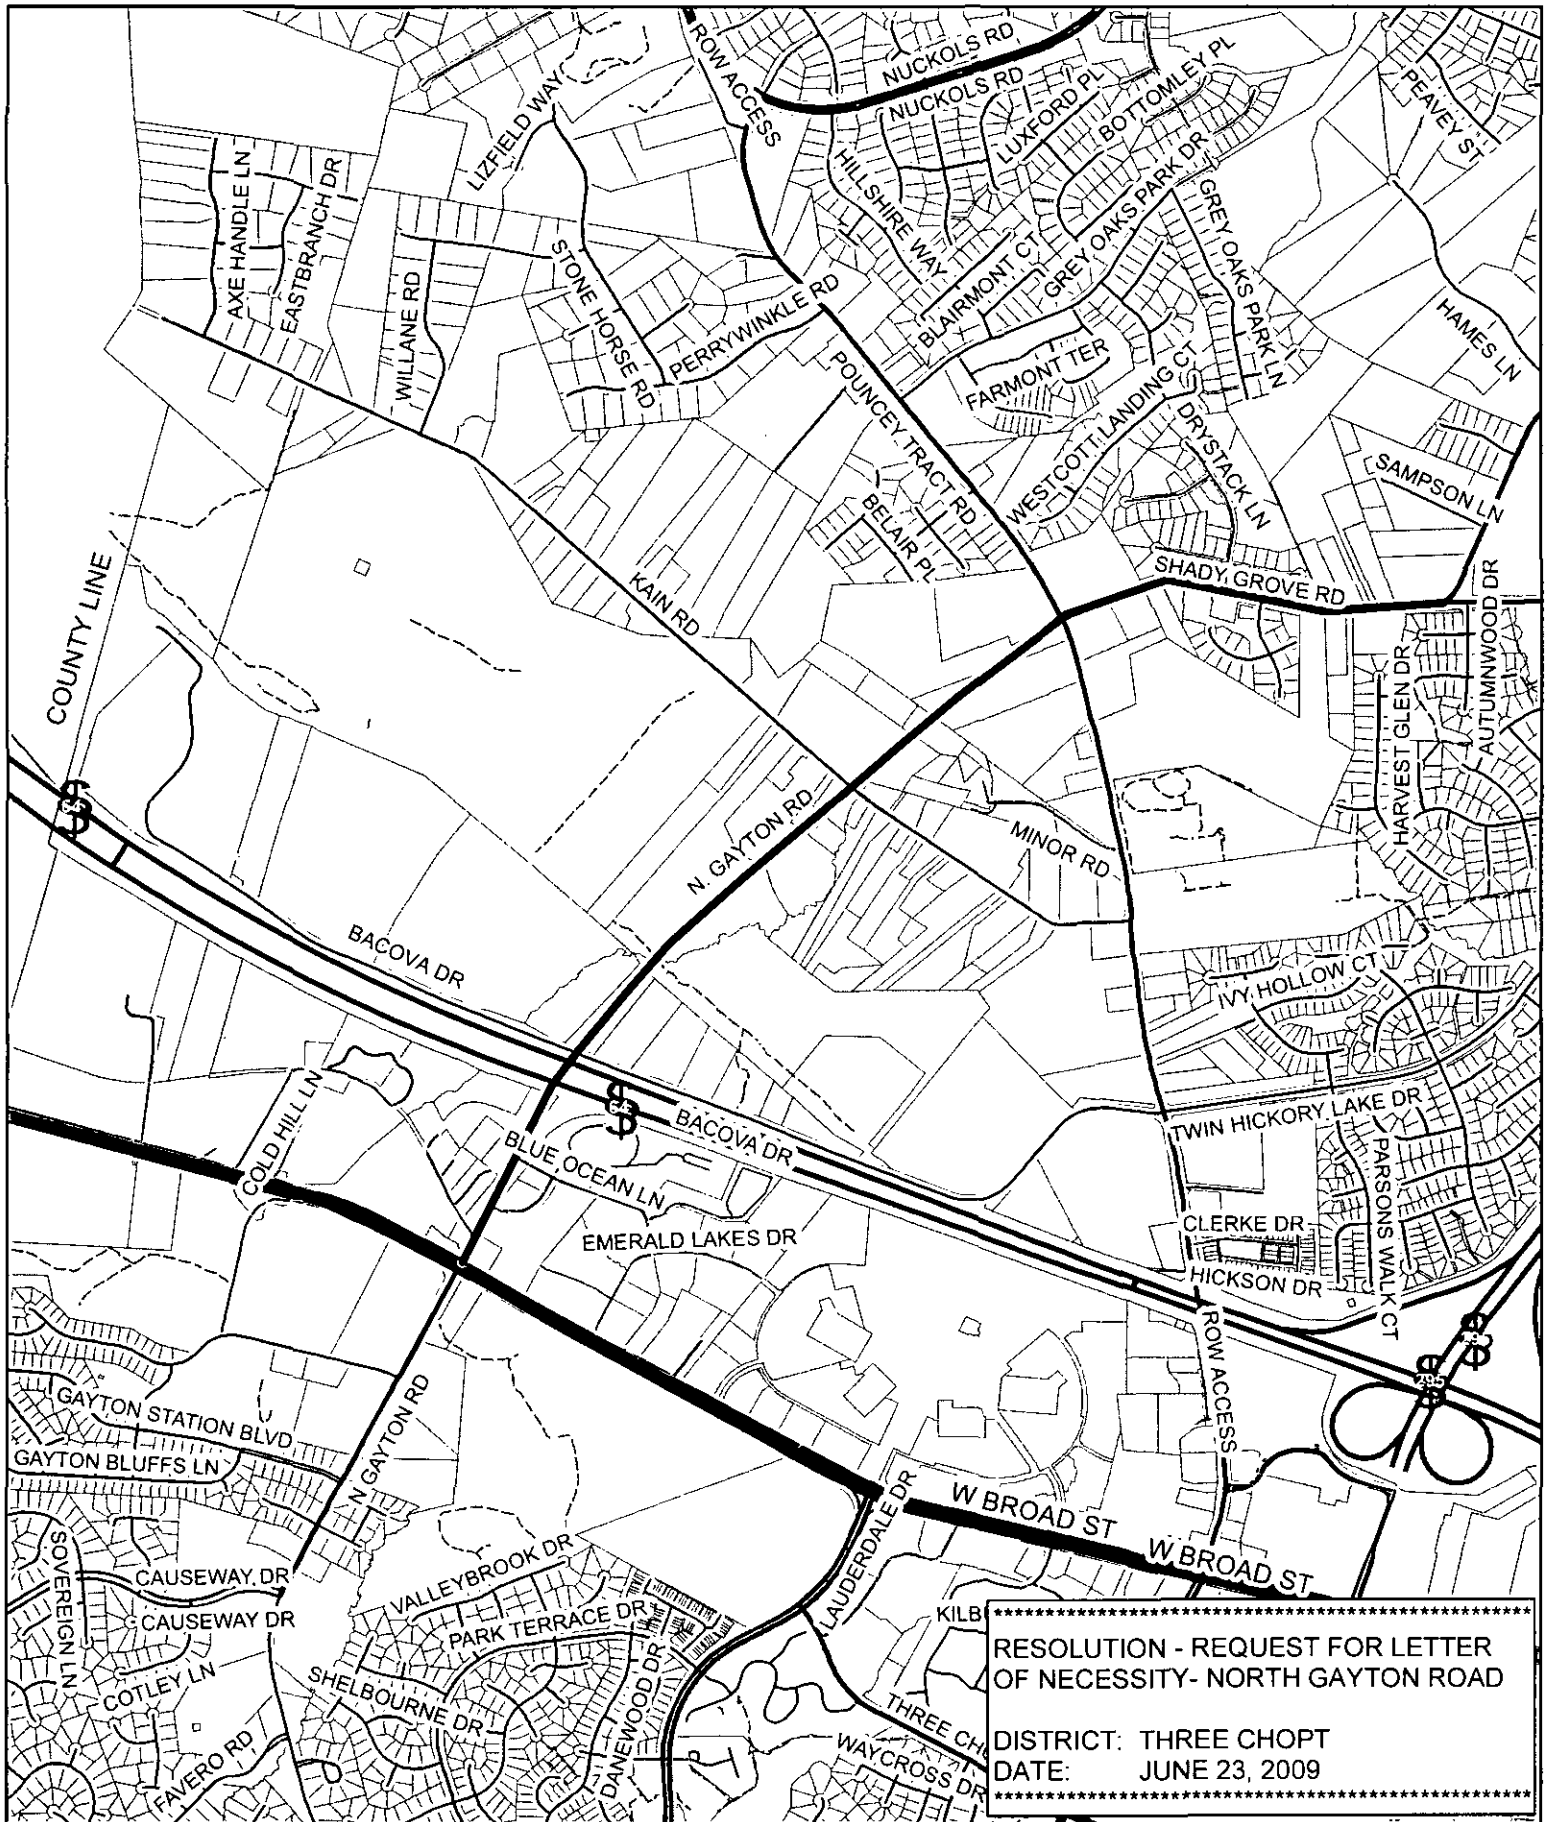 ROW ACCESS
NUCKOLS RD
NUCKOLS RD
LUXFORD PL
BOTTOMLEY PL
PEAVEY ST
LIZFIELD WAY
AXE HANDLE LN
EASTBRANCH DR
HILLSHIRE WAY
GREY OAKS PARK DR
GREY OAKS PARK LN
STONE HORSE RD
WILLANE RD
PERRYWINKLE RD
BLAIRMONT CT
HAMES LN
FARMONT TER
POUNCEY TRACT RD
WESTCOTT LANDING CT
DRYSTACK LN
SAMPSON LN
BELAIR PL
COUNTY LINE
KAIN RD
SHADY GROVE RD
AUTUMNWOOD DR
HARVEST GLEN DR
64
N. GAYTON RD
MINOR RD
BACOVA DR
IVY HOLLOW CT
COLD HILL LN
64
BACOVA DR
TWIN HICKORY LAKE DR
BLUE OCEAN LN
PARSONS WALK CT
EMERALD LAKES DR
CLERKE DR
HICKSON DR
ROW ACCESS
295
295
GAYTON STATION BLVD
GAYTON BLUFFS LN
N GAYTON RD
W BROAD ST
W BROAD ST
LAUDERDALE DR
SOVEREIGN LN
CAUSEWAY DR
CAUSEWAY DR
VALLEYBROOK DR
PARK TERRACE DR
COTLEY LN
SHELBOURNE DR
DANEWOOD DR
FAVERO RD
KILB
THREE CH
WAYCROSS DR
RESOLUTION - REQUEST FOR LETTER
OF NECESSITY- NORTH GAYTON ROAD
DISTRICT: THREE CHOPT
DATE: JUNE 23, 2009